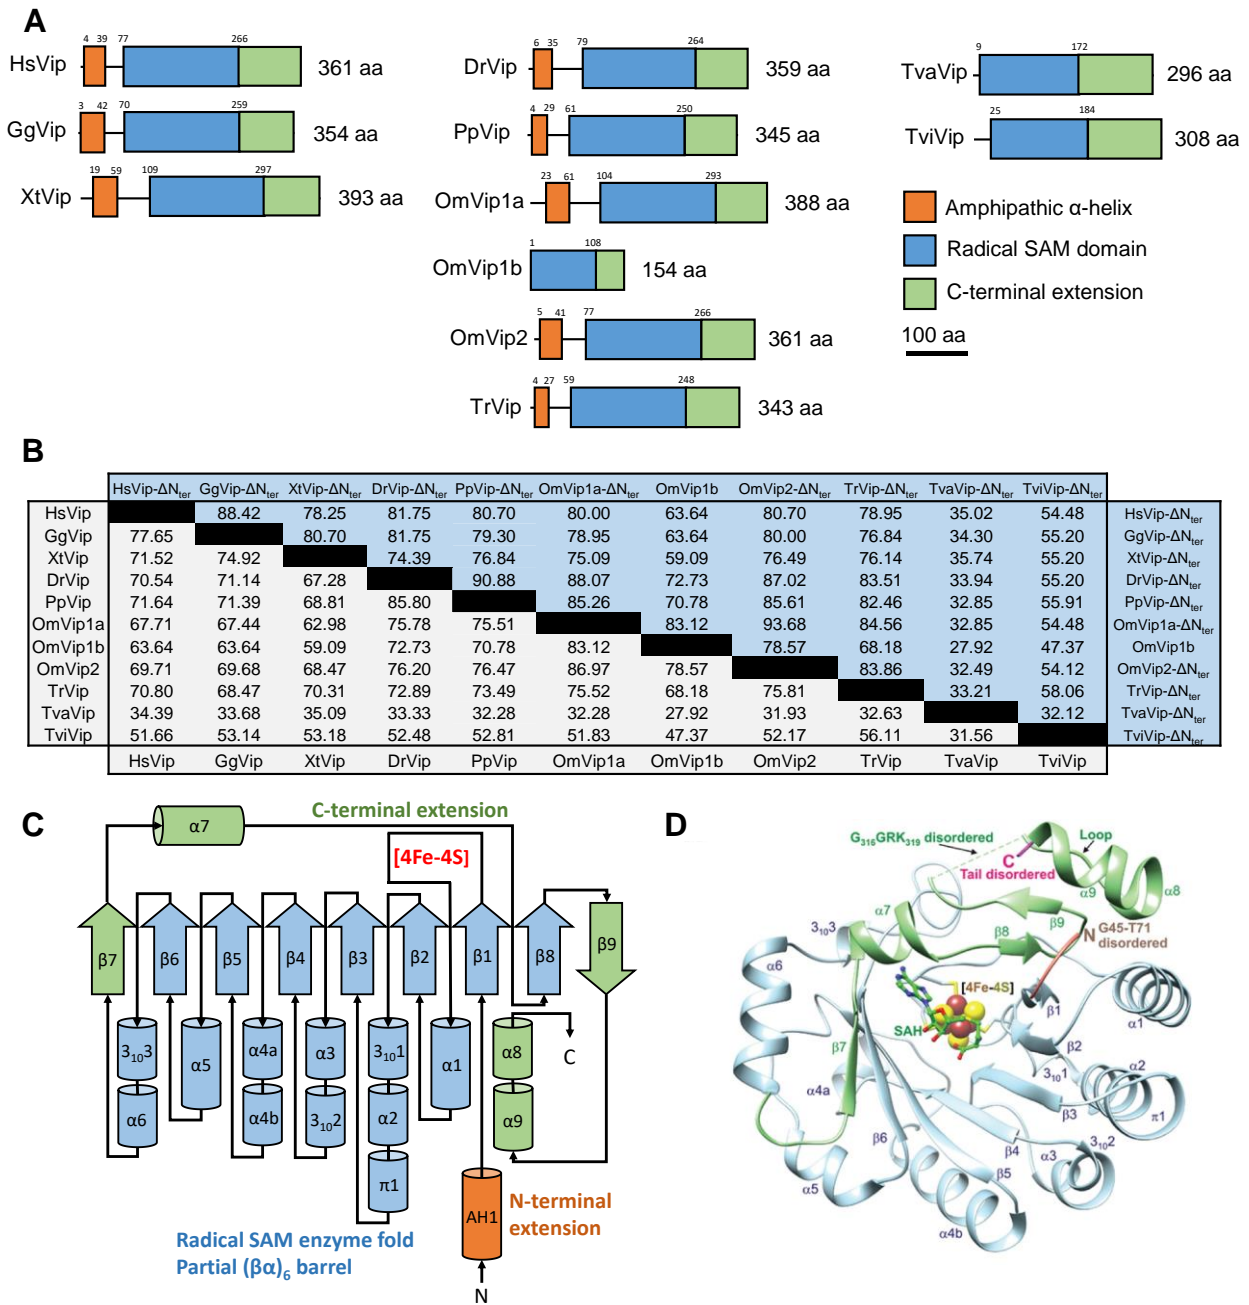 A
4 39 77 266
HsVip 361 aa
3 42 70 259
GgVip 354 aa
19 59 109 297
XtVip 393 aa
6 35 79 264
DrVip 359 aa
4 29 61 250
PpVip 345 aa
23 61 104 293
OmVip1a 388 aa
1 108
OmVip1b 154 aa
5 41 77 266
OmVip2 361 aa
4 27 59 248
TrVip 343 aa
9 172
TvaVip 296 aa
25 184
TviVip 308 aa
Amphipathic α-helix
Radical SAM domain
C-terminal extension
100 aa
B
HsVip-ΔNter GgVip-ΔNter XtVip-ΔNter DrVip-ΔNter PpVip-ΔNter OmVip1a-ΔNter OmVip1b OmVip2-ΔNter TrVip-ΔNter TvaVip-ΔNter TviVip-ΔNter
HsVip 88.42 78.25 81.75 80.70 80.00 63.64 80.70 78.95 35.02 54.48 HsVip-ΔNter
GgVip 77.65 80.70 81.75 79.30 78.95 63.64 80.00 76.84 34.30 55.20 GgVip-ΔNter
XtVip 71.52 74.92 74.39 76.84 75.09 59.09 76.49 76.14 35.74 55.20 XtVip-ΔNter
DrVip 70.54 71.14 67.28 90.88 88.07 72.73 87.02 83.51 33.94 55.20 DrVip-ΔNter
PpVip 71.64 71.39 68.81 85.80 85.26 70.78 85.61 82.46 32.85 55.91 PpVip-ΔNter
OmVip1a 67.71 67.44 62.98 75.78 75.51 83.12 93.68 84.56 32.85 54.48 OmVip1a-ΔNter
OmVip1b 63.64 63.64 59.09 72.73 70.78 83.12 78.57 68.18 27.92 47.37 OmVip1b
OmVip2 69.71 69.68 68.47 76.20 76.47 86.97 78.57 83.86 32.49 54.12 OmVip2-ΔNter
TrVip 70.80 68.47 70.31 72.89 73.49 75.52 68.18 75.81 33.21 58.06 TrVip-ΔNter
TvaVip 34.39 33.68 35.09 33.33 32.28 32.28 27.92 31.93 32.63 32.12 TvaVip-ΔNter
TviVip 51.66 53.14 53.18 52.48 52.81 51.83 47.37 52.17 56.11 31.56 TviVip-ΔNter
HsVip GgVip XtVip DrVip PpVip OmVip1a OmVip1b OmVip2 TrVip TvaVip TviVip
C
C-terminal extension
α7
[4Fe-4S]
β7 β6 β5 β4 β3 β2 β1 β8 β9
3₁₀3 α5 α4a α3 3₁₀1 α1 α8 C
α6 α4b 3₁₀2 α2 α9
π1
AH1
N-terminal
extension
Radical SAM enzyme fold
Partial (βα)₆ barrel
N
D
G₃₁₆GRK₃₁₉ disordered
Loop
C
Tail disordered
α9
α8
α7
β9
N
G45-T71
disordered
3₁₀3
β8
α6
[4Fe-4S]
β1
α1
SAH
β2
β7
3₁₀1
α2
α4a
β3
π1
β6
β4
3₁₀2
α3
α5
β5
α4b